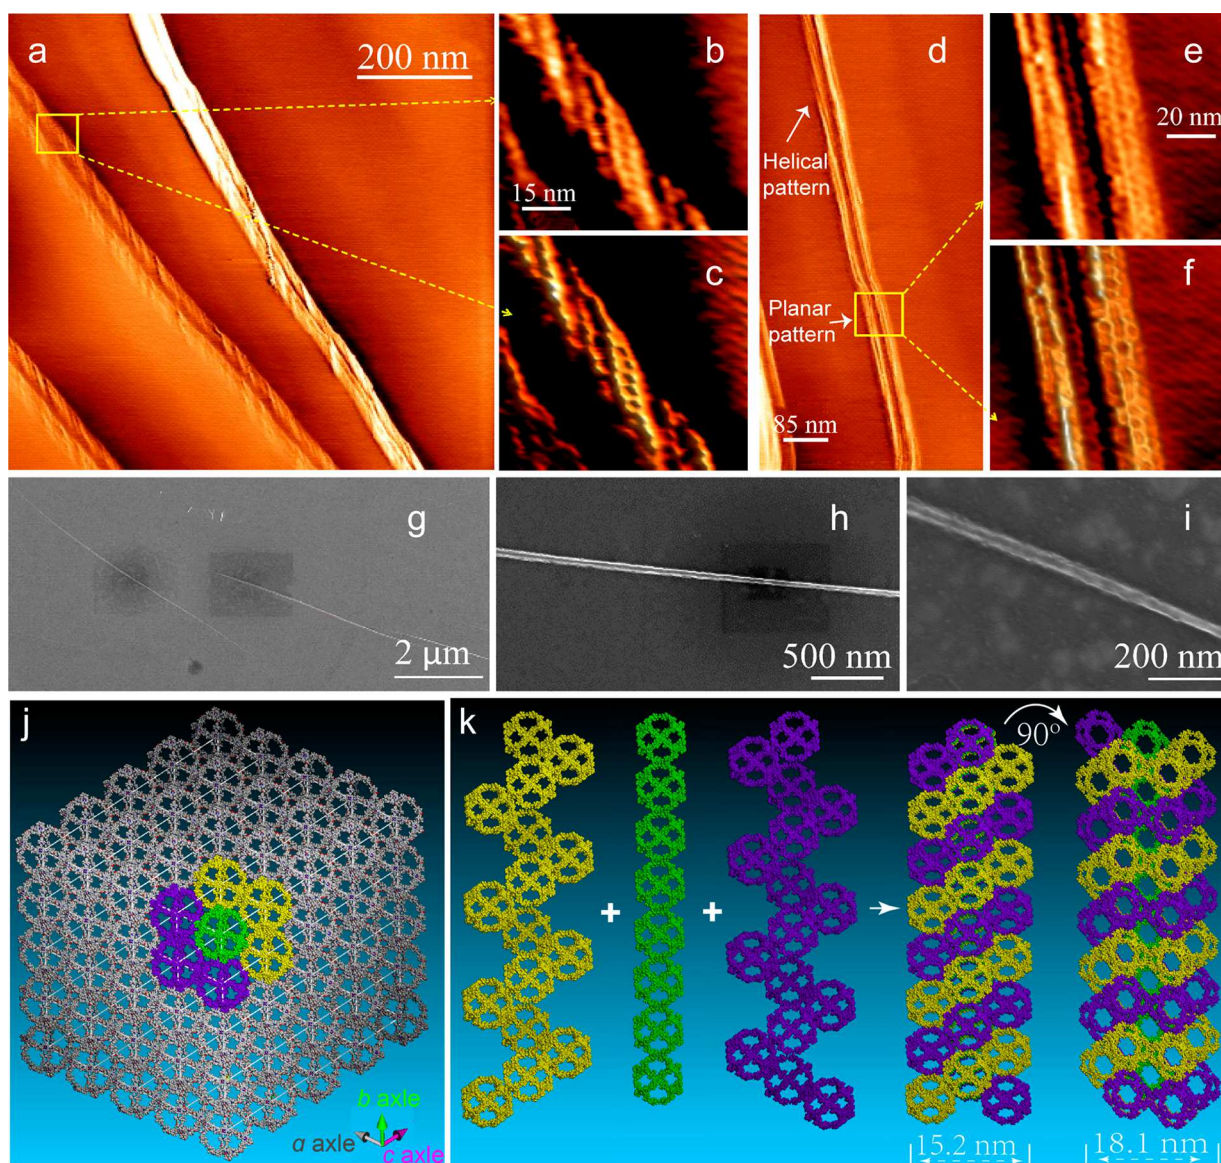 a
200 nm
b
15 nm
c
d
Helical
pattern
Planar
pattern
85 nm
e
20 nm
f
g
2 μm
h
500 nm
i
200 nm
j
b axle
a axle
c axle
k
+
+
90°
15.2 nm
18.1 nm